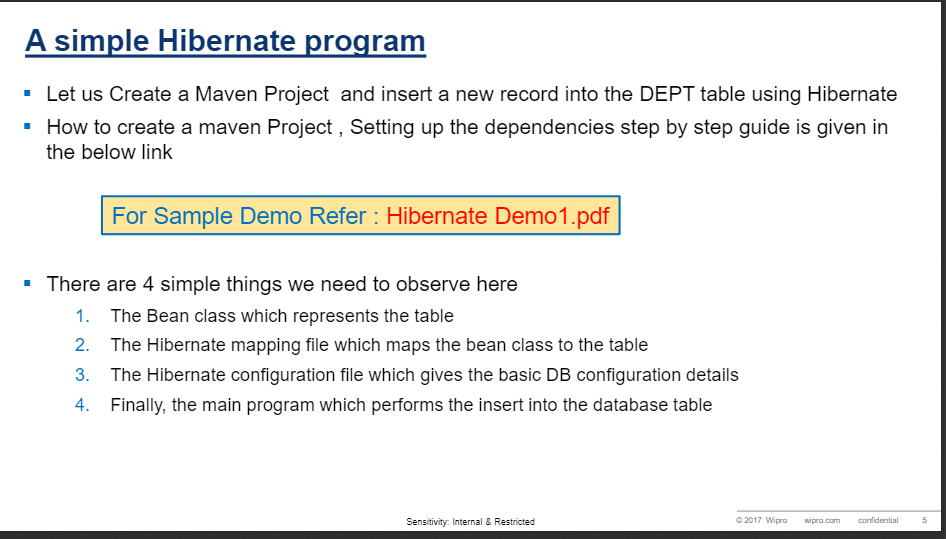 A simple Hibernate program
▪ Let us Create a Maven Project  and insert a new record into the DEPT table using Hibernate
▪ How to create a maven Project , Setting up the dependencies step by step guide is given in
the below link
For Sample Demo Refer : Hibernate Demo1.pdf
▪ There are 4 simple things we need to observe here
1. The Bean class which represents the table
2. The Hibernate mapping file which maps the bean class to the table
3. The Hibernate configuration file which gives the basic DB configuration details
4. Finally, the main program which performs the insert into the database table
Sensitivity: Internal & Restricted
© 2017 Wipro wipro.com confidential 5